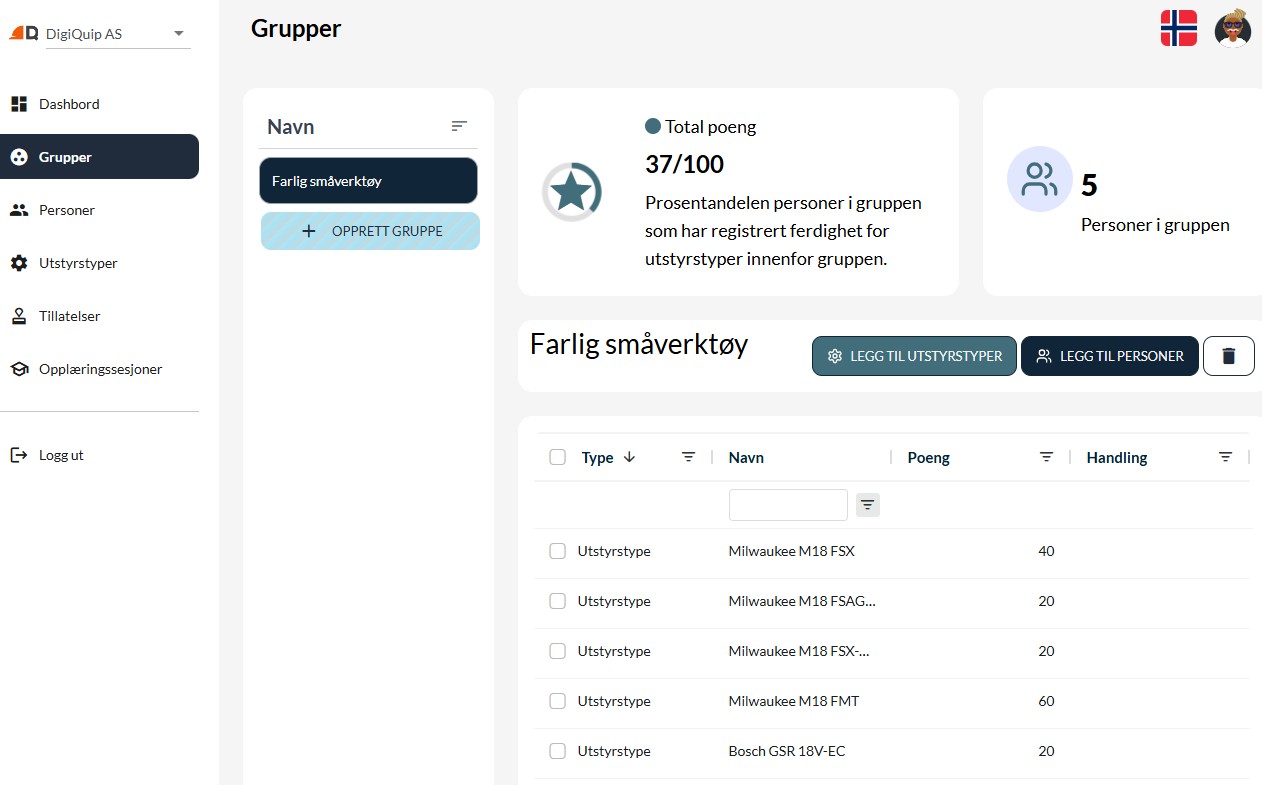 DigiQuip AS
Dashbord
Grupper
Personer
Utstyrstyper
Tillatelser
Opplæringssesjoner
Logg ut
Grupper
Navn
Farlig småverktøy
+ OPPRETT GRUPPE
Total poeng
37/100
Prosentandelen personer i gruppen
som har registrert ferdighet for
utstyrstyper innenfor gruppen.
5
Personer i gruppen
Farlig småverktøy
LEGG TIL UTSTYRSTYPER
LEGG TIL PERSONER
Type Navn Poeng Handling
Utstyrstype Milwaukee M18 FSX 40
Utstyrstype Milwaukee M18 FSAG... 20
Utstyrstype Milwaukee M18 FSX-... 20
Utstyrstype Milwaukee M18 FMT 60
Utstyrstype Bosch GSR 18V-EC 20